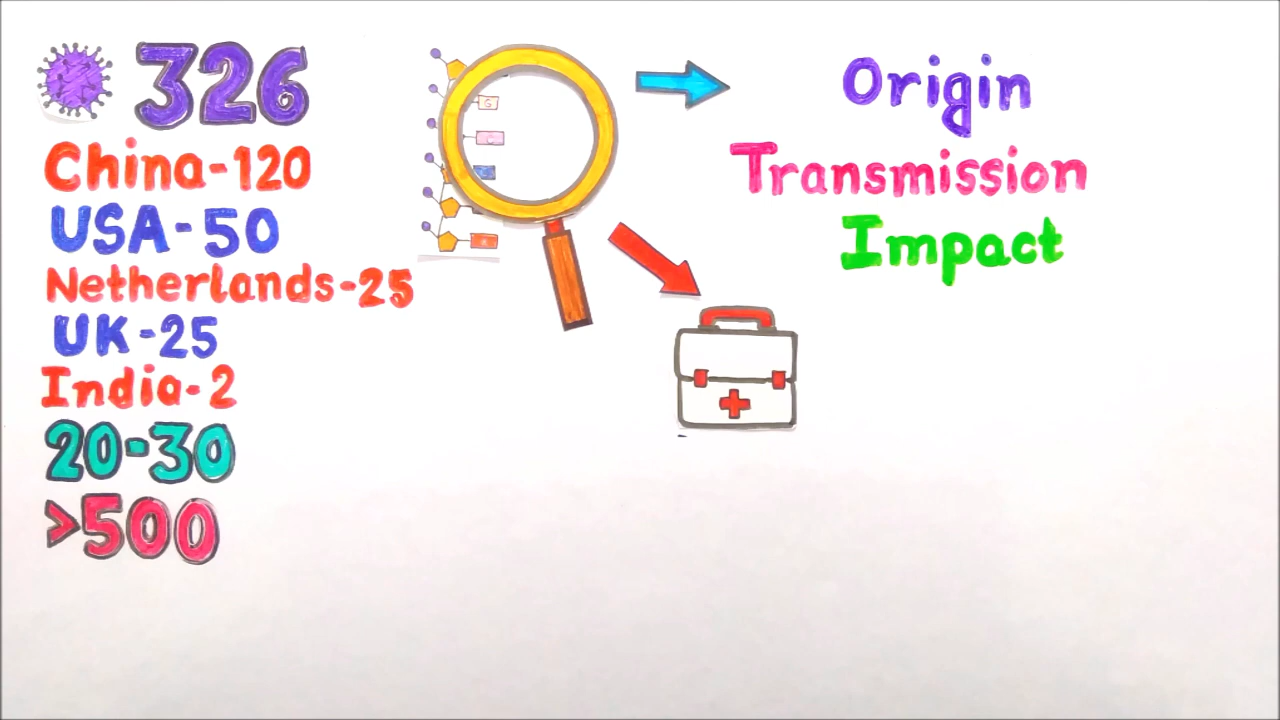 326
China-120
USA-50
Netherlands-25
UK-25
India-2
20-30
>500
G
Origin
Transmission
Impact